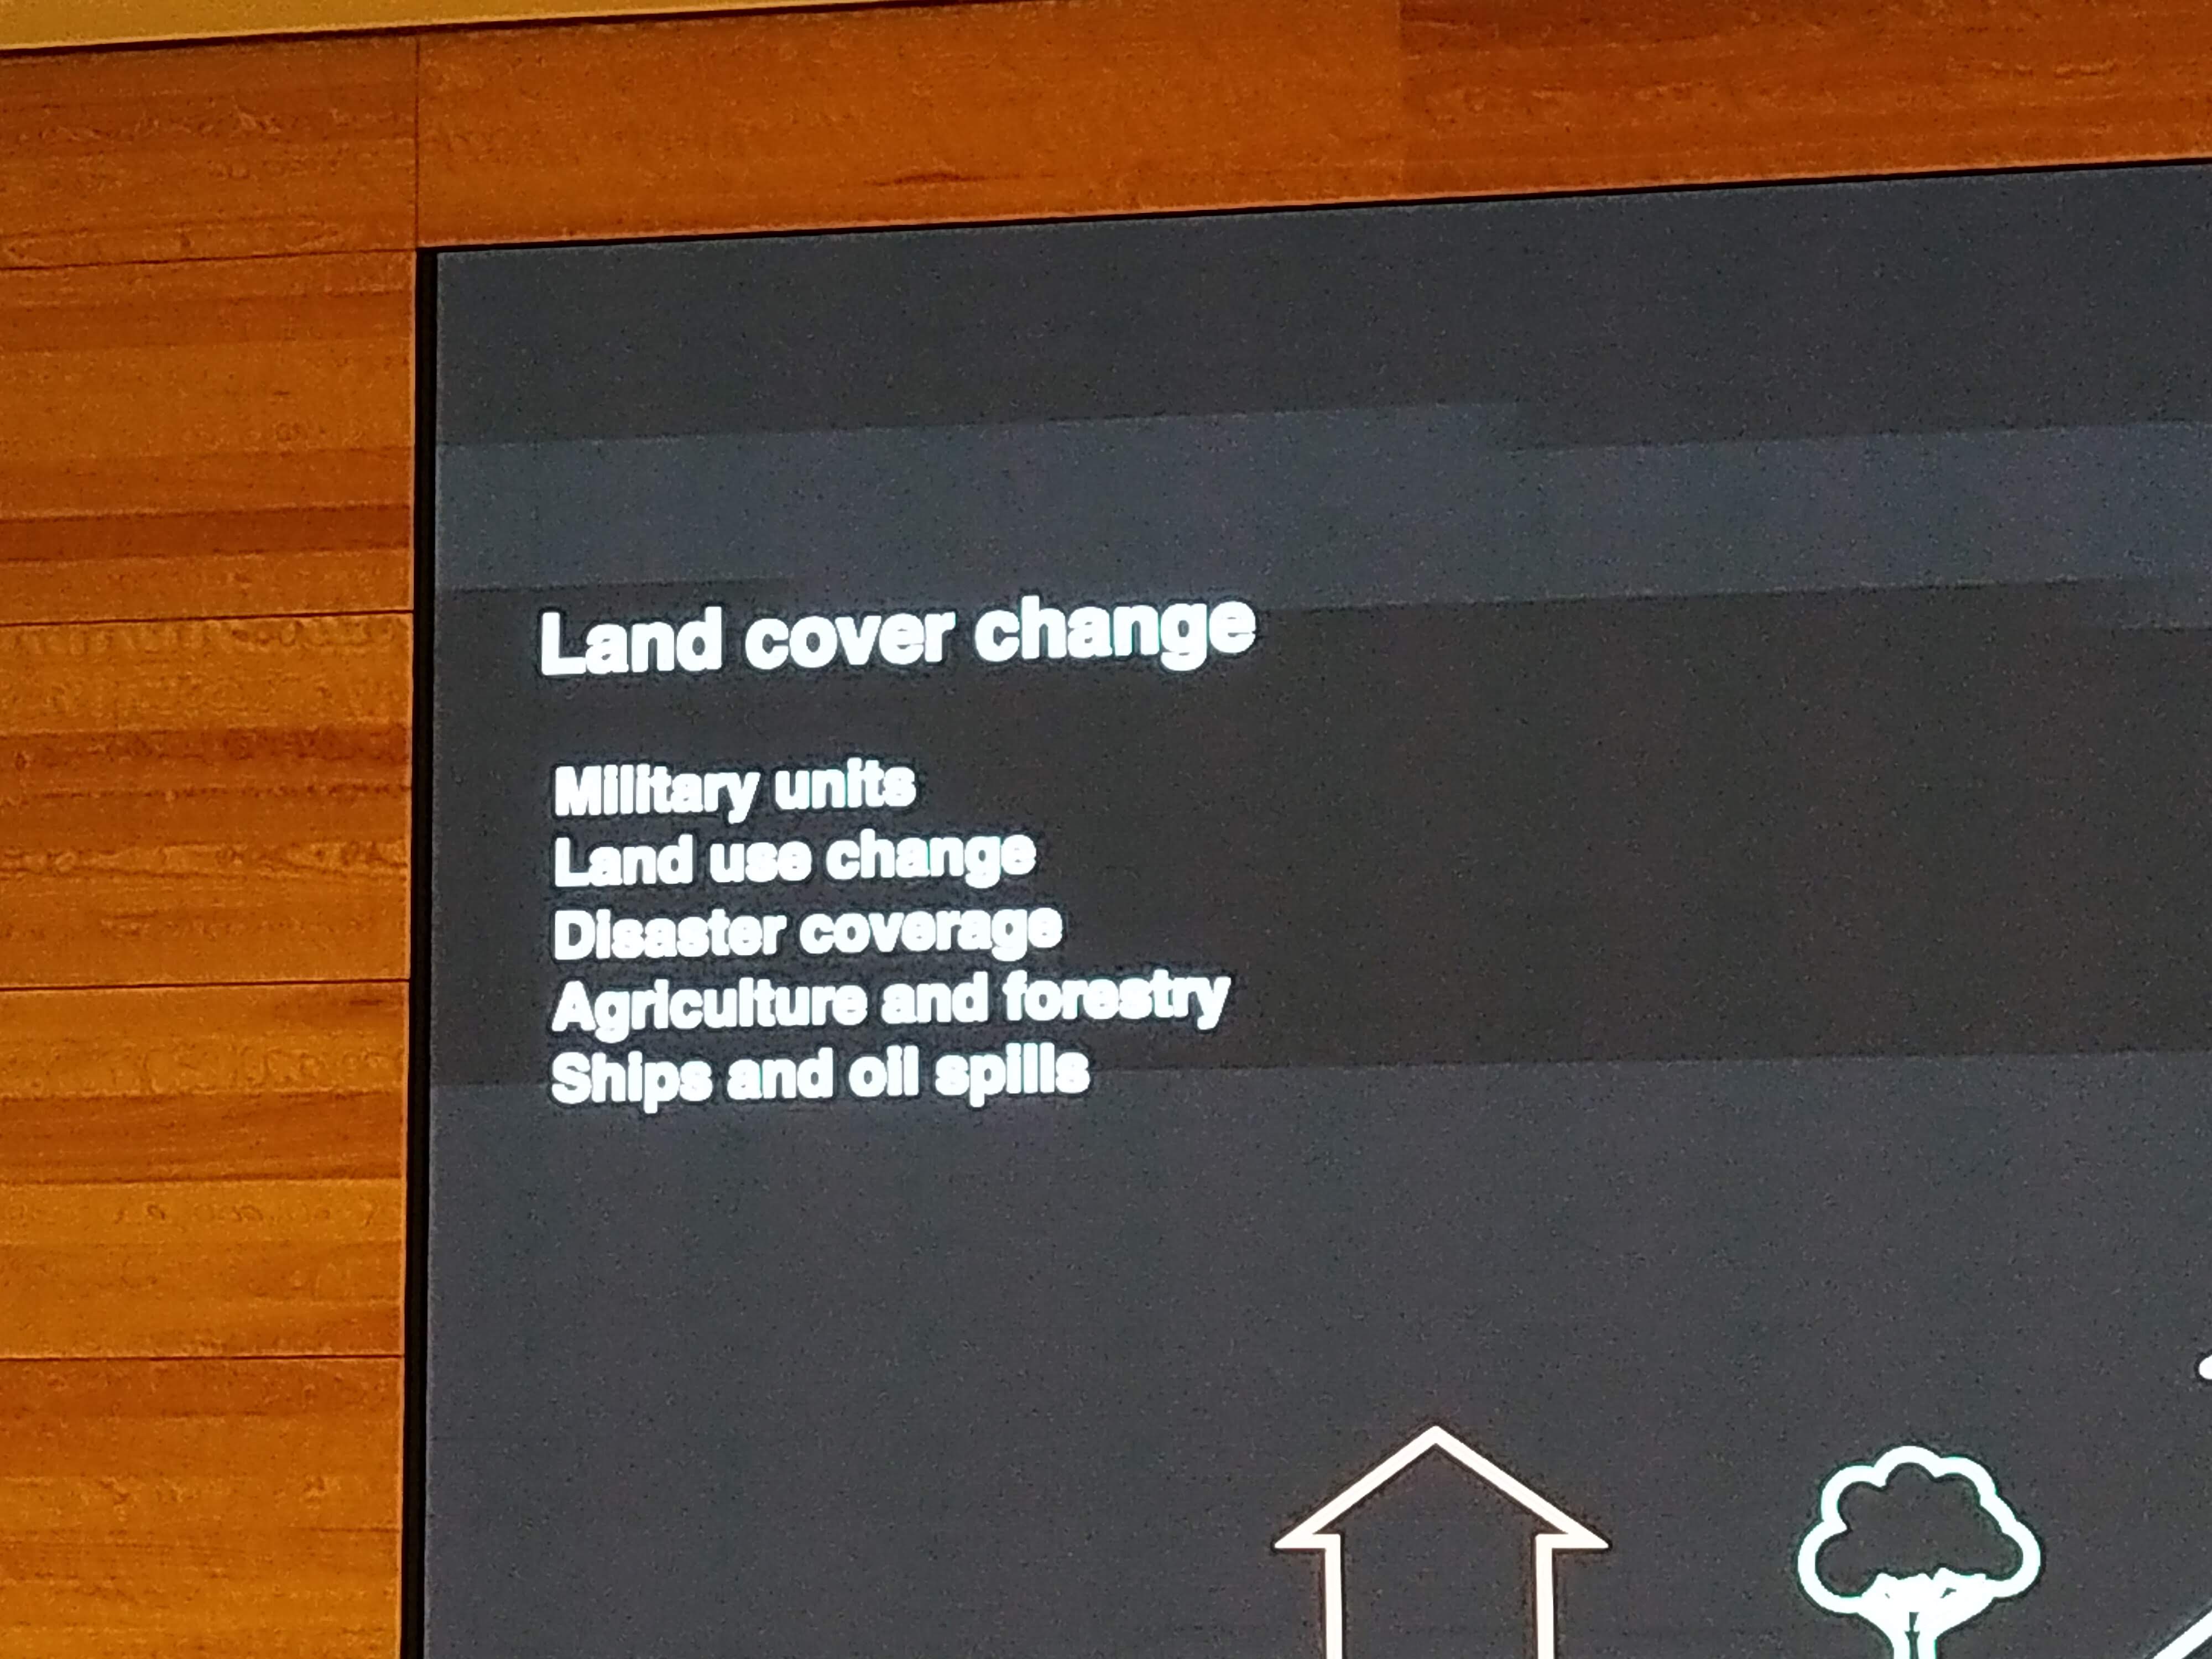 Land cover change
Military units
Land use change
Disaster coverage
Agriculture and forestry
Ships and oil spills